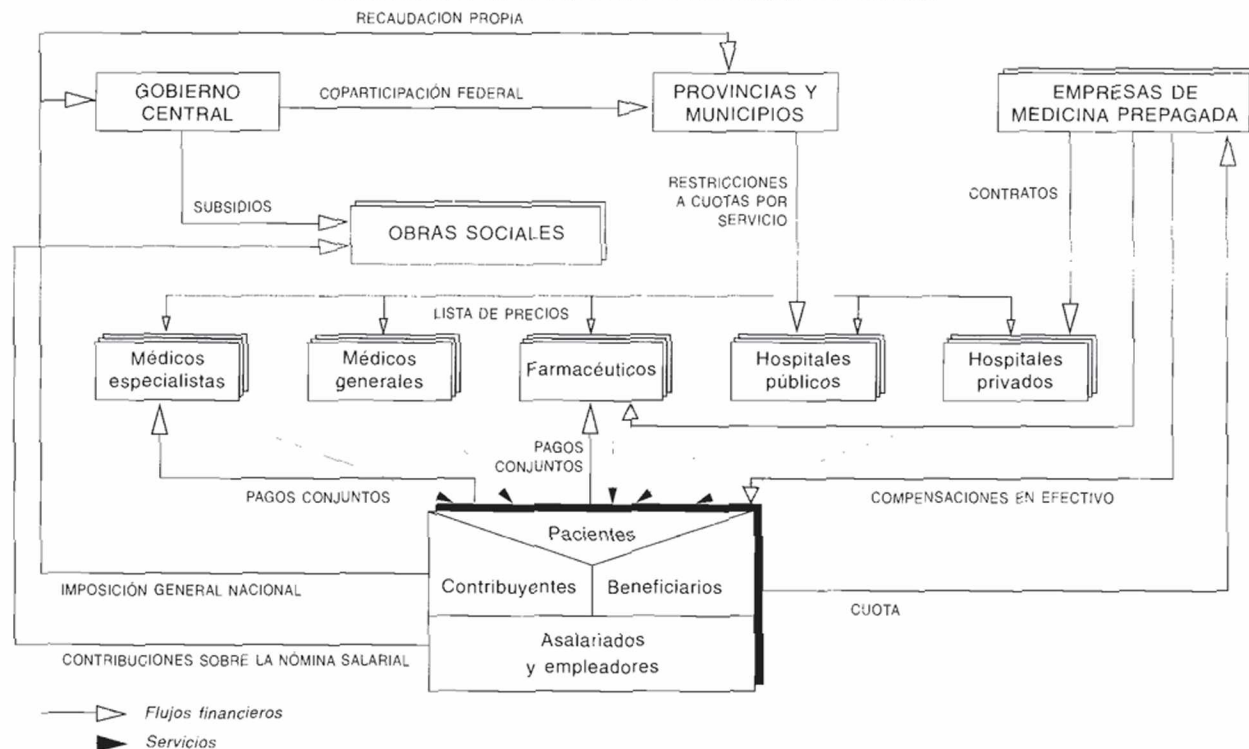 RECAUDACION PROPIA
GOBIERNO
CENTRAL
COPARTICIPACIÓN FEDERAL
PROVINCIAS Y
MUNICIPIOS
EMPRESAS DE
MEDICINA PREPAGADA
SUBSIDIOS
OBRAS SOCIALES
RESTRICCIONES
A CUOTAS POR
SERVICIO
CONTRATOS
LISTA DE PRECIOS
Médicos
especialistas
Médicos
generales
Farmacéuticos
Hospitales
públicos
Hospitales
privados
PAGOS
CONJUNTOS
PAGOS CONJUNTOS
COMPENSACIONES EN EFECTIVO
Pacientes
Contribuyentes
Beneficiarios
IMPOSICIÓN GENERAL NACIONAL
CUOTA
Asalariados
y empleadores
CONTRIBUCIONES SOBRE LA NÓMINA SALARIAL
Flujos financieros
Servicios